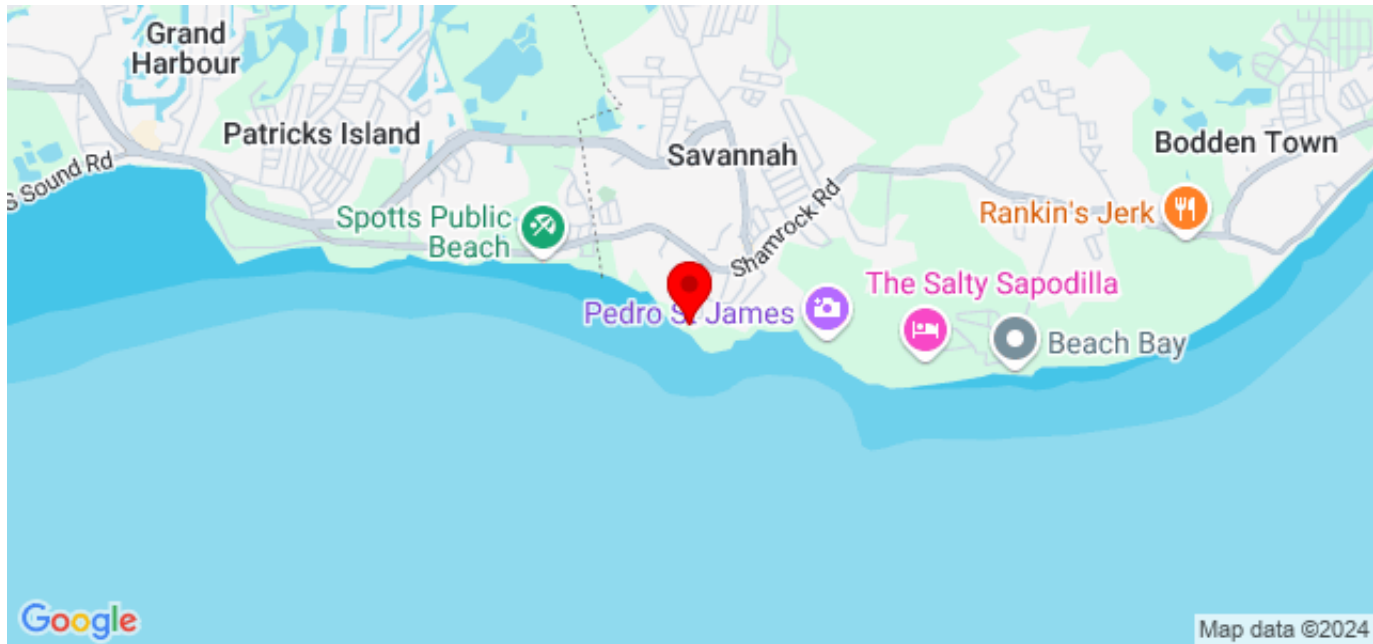 Grand
Harbour
Patricks Island
Savannah
Bodden Town
S Sound Rd
Spotts Public
Beach
Shamrock Rd
Rankin's Jerk
The Salty Sapodilla
Pedro St James
Beach Bay
Google
Map data ©2024